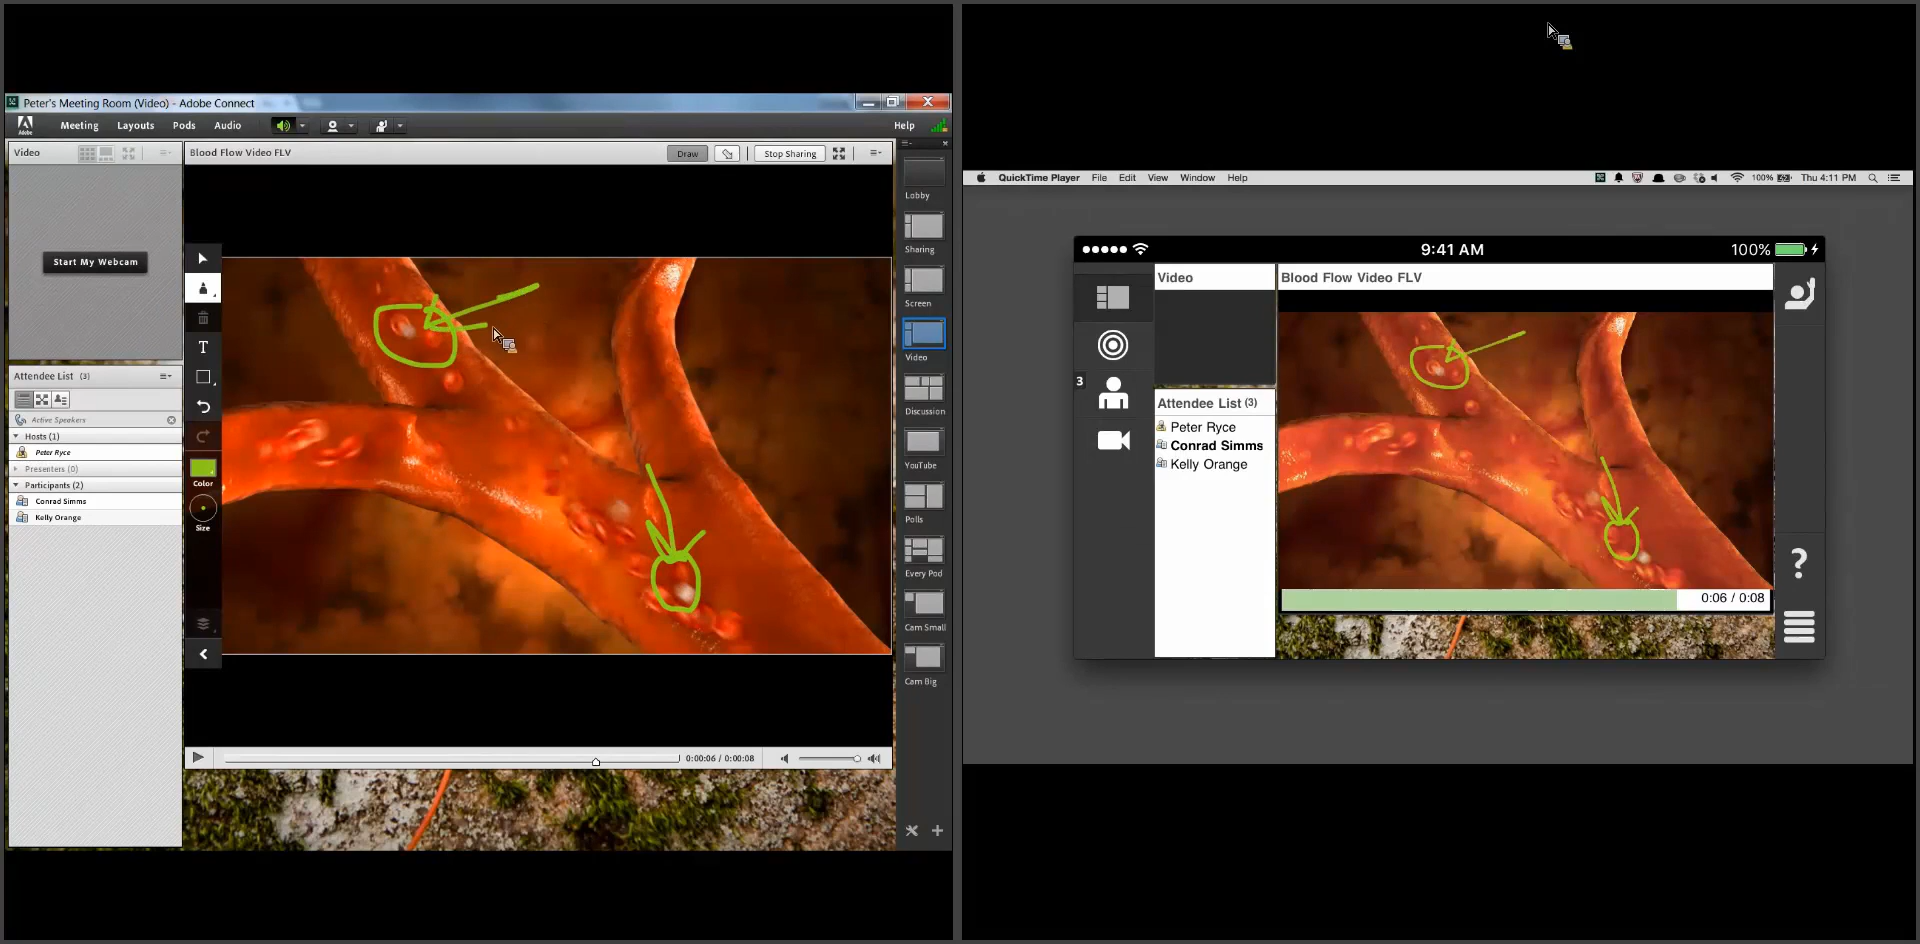 Peter's Meeting Room (Video) - Adobe Connect
Adobe
Meeting
Layouts
Pods
Audio
Help
Video
Start My Webcam
Attendee List (3)
Active Speakers
Hosts (1)
Peter Ryce
Presenters (0)
Participants (2)
Conrad Simms
Kelly Orange
Blood Flow Video FLV
Draw
Stop Sharing
T
Color
Size
0:00:06 / 0:00:08
Lobby
Sharing
Screen
Video
Discussion
YouTube
Polls
Every Pod
Cam Small
Cam Big
QuickTime Player
File
Edit
View
Window
Help
100%
Thu 4:11 PM
9:41 AM
100%
3
Video
Attendee List (3)
Peter Ryce
Conrad Simms
Kelly Orange
Blood Flow Video FLV
0:06 / 0:08
?